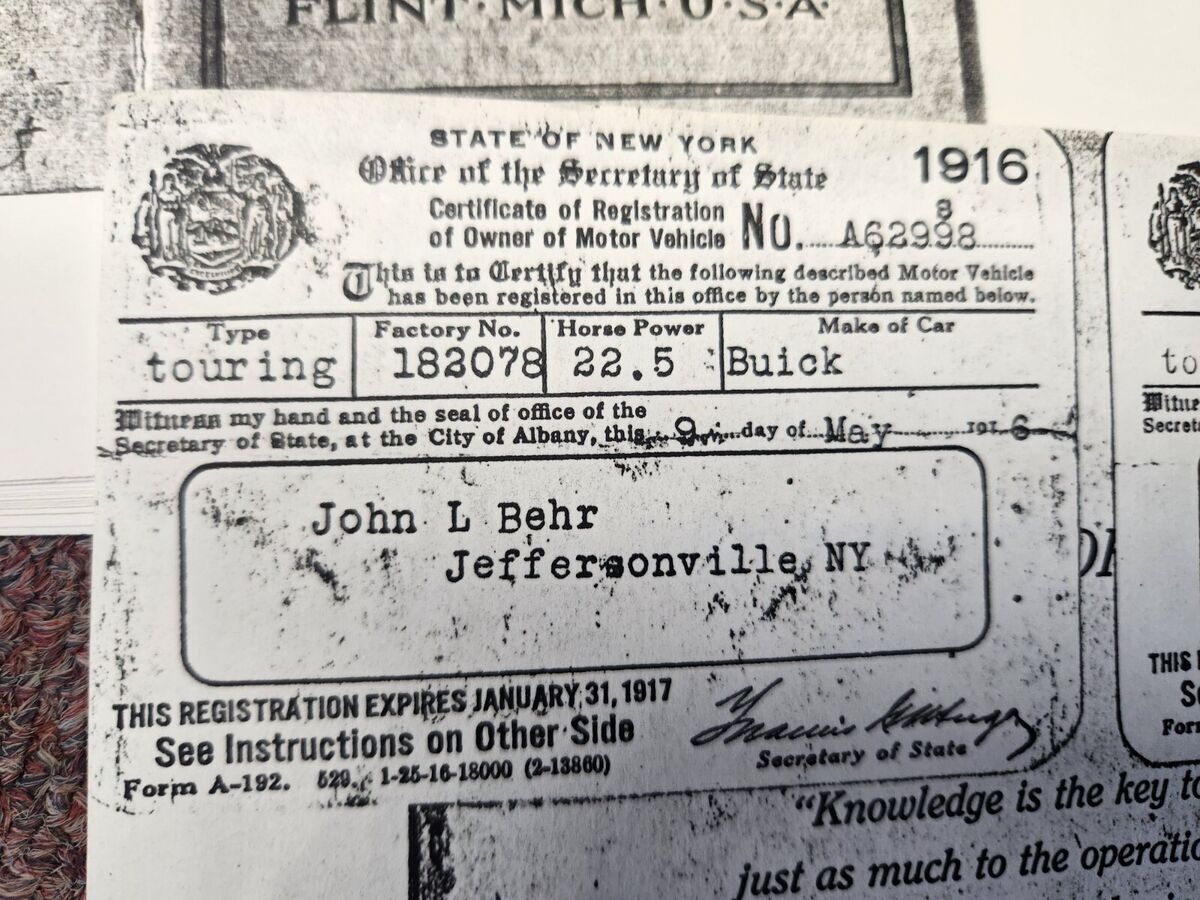 FLINT·MICH·U·S·A·
STATE OF NEW YORK
Office of the Secretary of State
1916
Certificate of Registration
of Owner of Motor Vehicle
No. A62998
8
This is to Certify that the following described Motor Vehicle
has been registered in this office by the person named below.
Type Factory No. Horse Power Make of Car
touring 182078 22.5 Buick
Witness my hand and the seal of office of the
Secretary of State, at the City of Albany, this 9 day of May 1916
John L Behr
Jeffersonville, NY
THIS REGISTRATION EXPIRES JANUARY 31, 1917
See Instructions on Other Side
Francis
Secretary of State
Form A-192. 529. 1-25-16-18000 (2-13860)
EXCELSIOR
to
Witne
Secret
THIS
S
Form
"Knowledge is the key to
just as much to the operatio